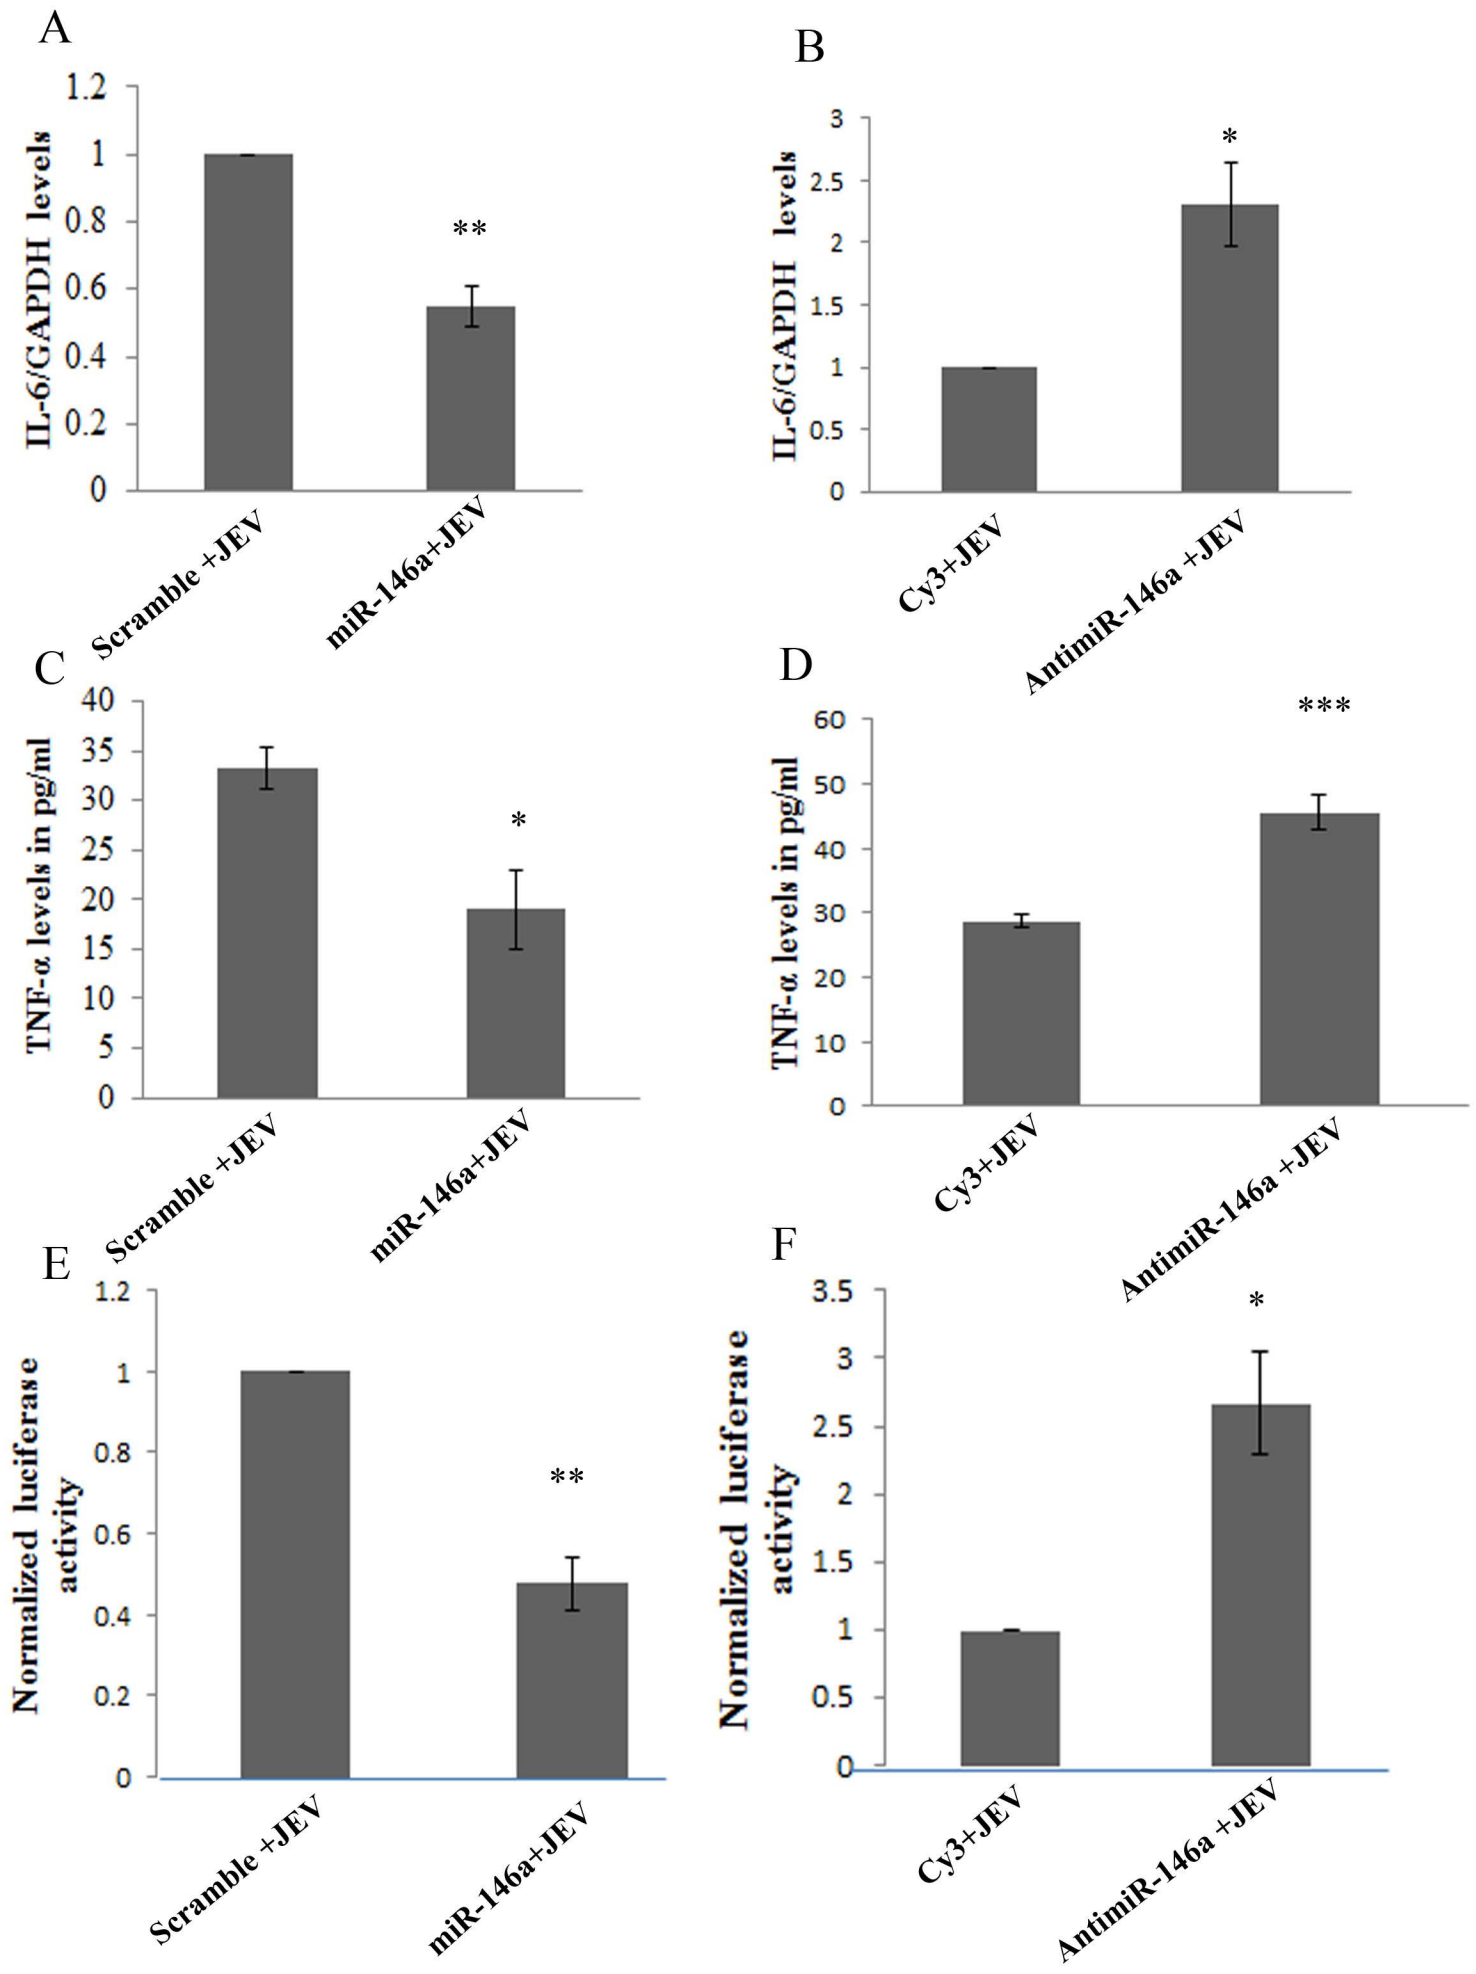 A
IL-6/GAPDH levels
1.2
1
0.8
0.6
0.4
0.2
0
**
Scramble +JEV
miR-146a+JEV
B
IL-6/GAPDH levels
3
2.5
2
1.5
1
0.5
0
*
Cy3+JEV
AntimiR-146a +JEV
C
TNF-α levels in pg/ml
40
35
30
25
20
15
10
5
0
*
Scramble +JEV
miR-146a+JEV
D
TNF-α levels in pg/ml
60
50
40
30
20
10
0
***
Cy3+JEV
AntimiR-146a +JEV
E
Normalized luciferase
activity
1.2
1
0.8
0.6
0.4
0.2
0
**
Scramble +JEV
miR-146a+JEV
F
Normalized luciferase
activity
3.5
3
2.5
2
1.5
1
0.5
0
*
Cy3+JEV
AntimiR-146a +JEV